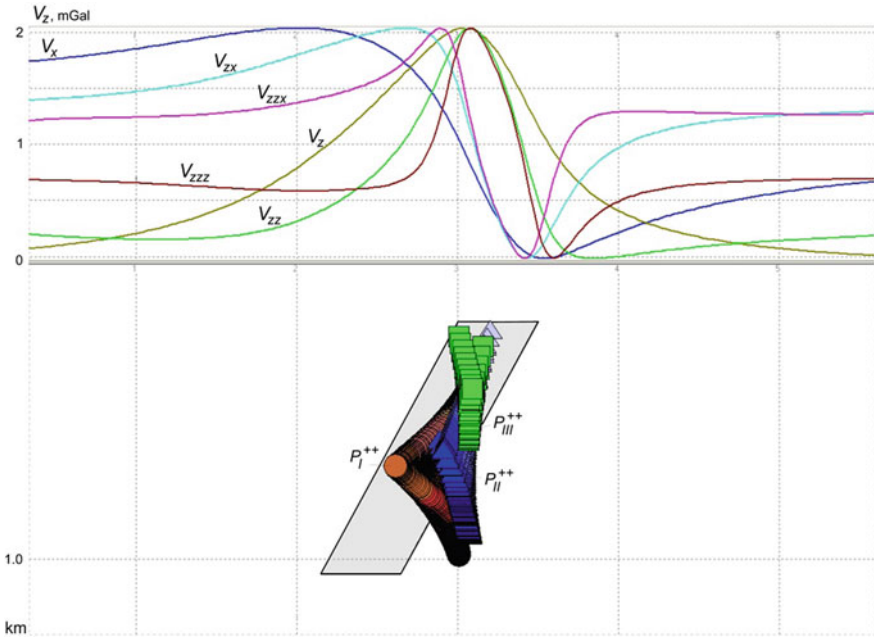 V_z, mGal
2
V_x
V_zx
V_zzx
V_z
1
V_zzz
V_zz
0
1 2 3 4 5
P_I^++
P_III^++
P_II^++
1.0
km